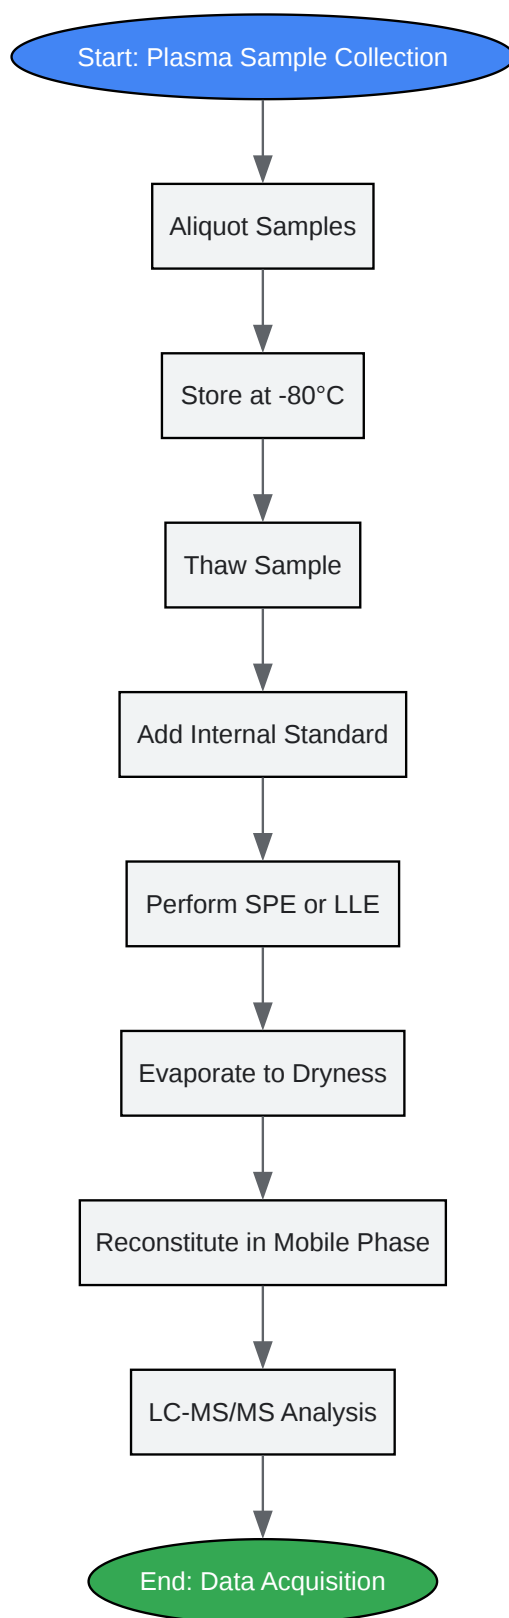 Start: Plasma Sample Collection
Aliquot Samples
Store at -80°C
Thaw Sample
Add Internal Standard
Perform SPE or LLE
Evaporate to Dryness
Reconstitute in Mobile Phase
LC-MS/MS Analysis
End: Data Acquisition